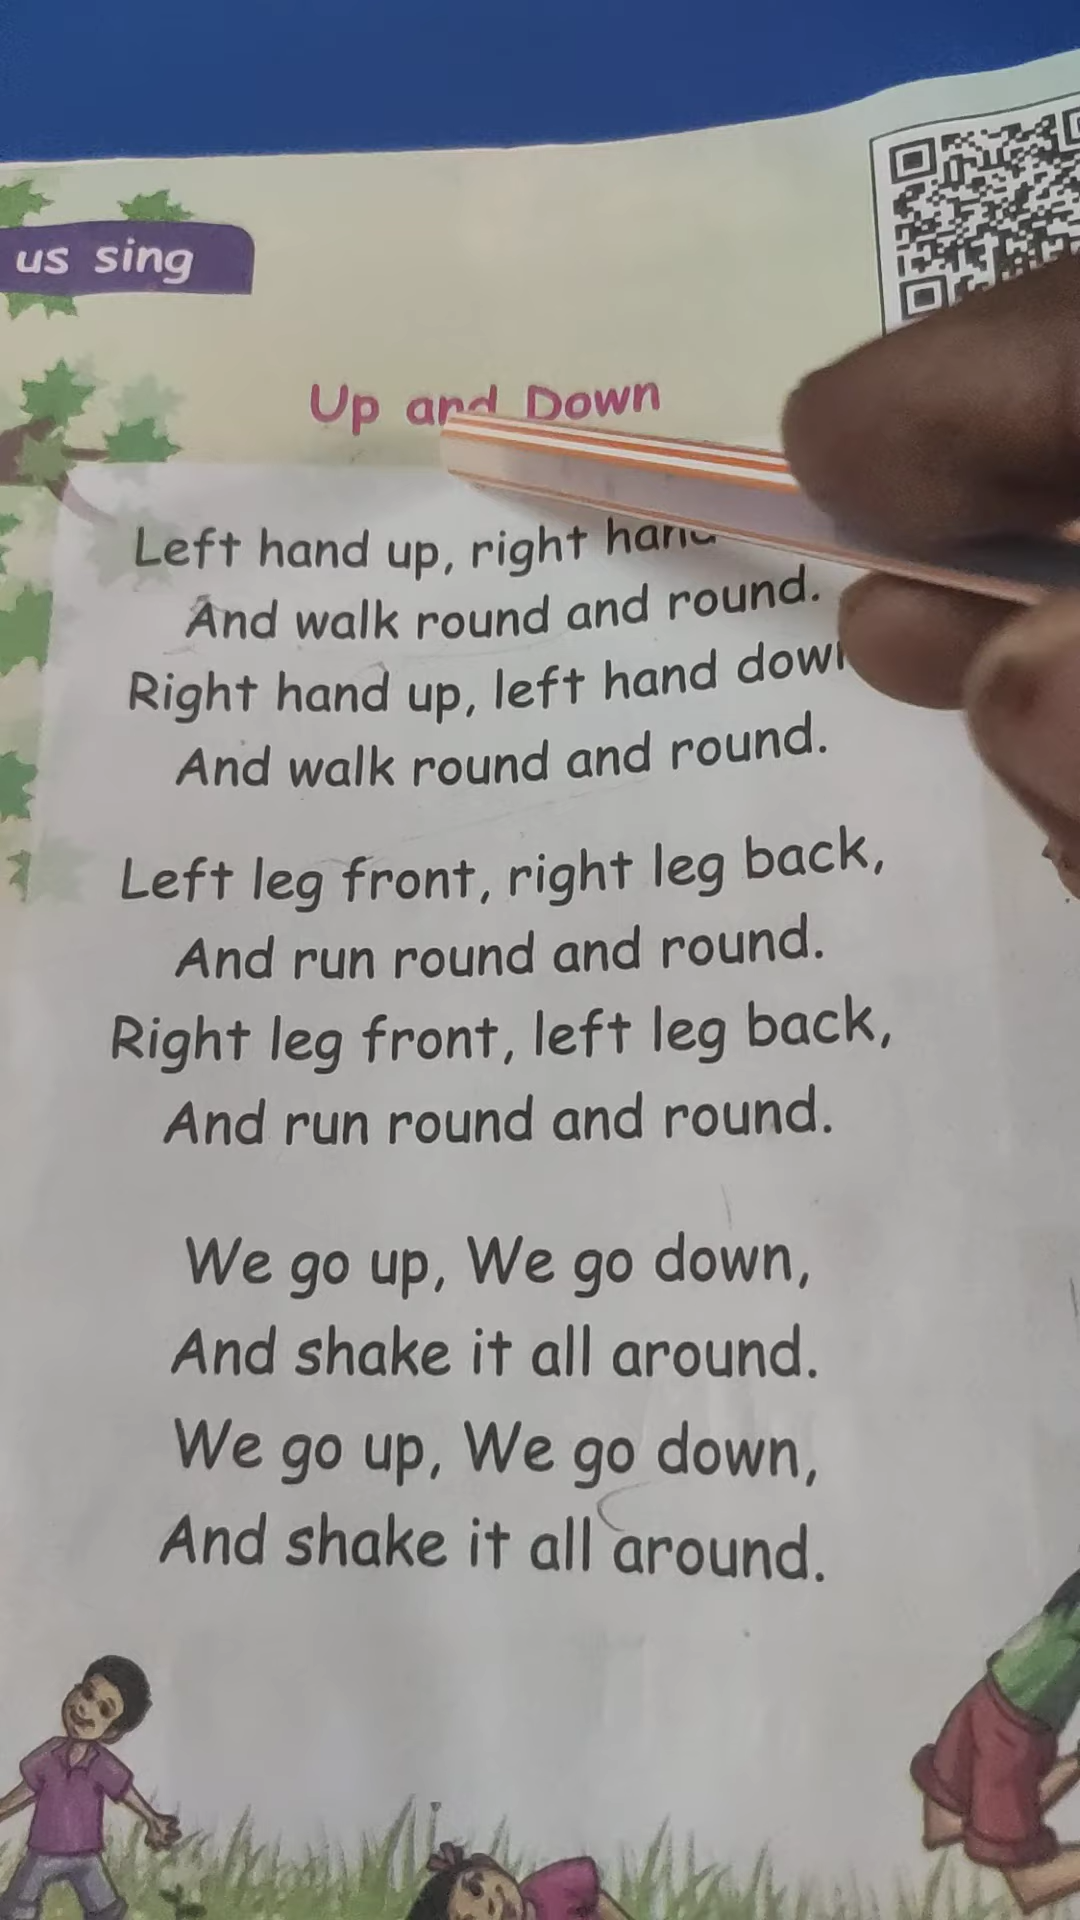 us sing
Up and Down
Left hand up, right hand
And walk round and round.
Right hand up, left hand down
And walk round and round.
Left leg front, right leg back,
And run round and round.
Right leg front, left leg back,
And run round and round.
We go up, We go down,
And shake it all around.
We go up, We go down,
And shake it all around.